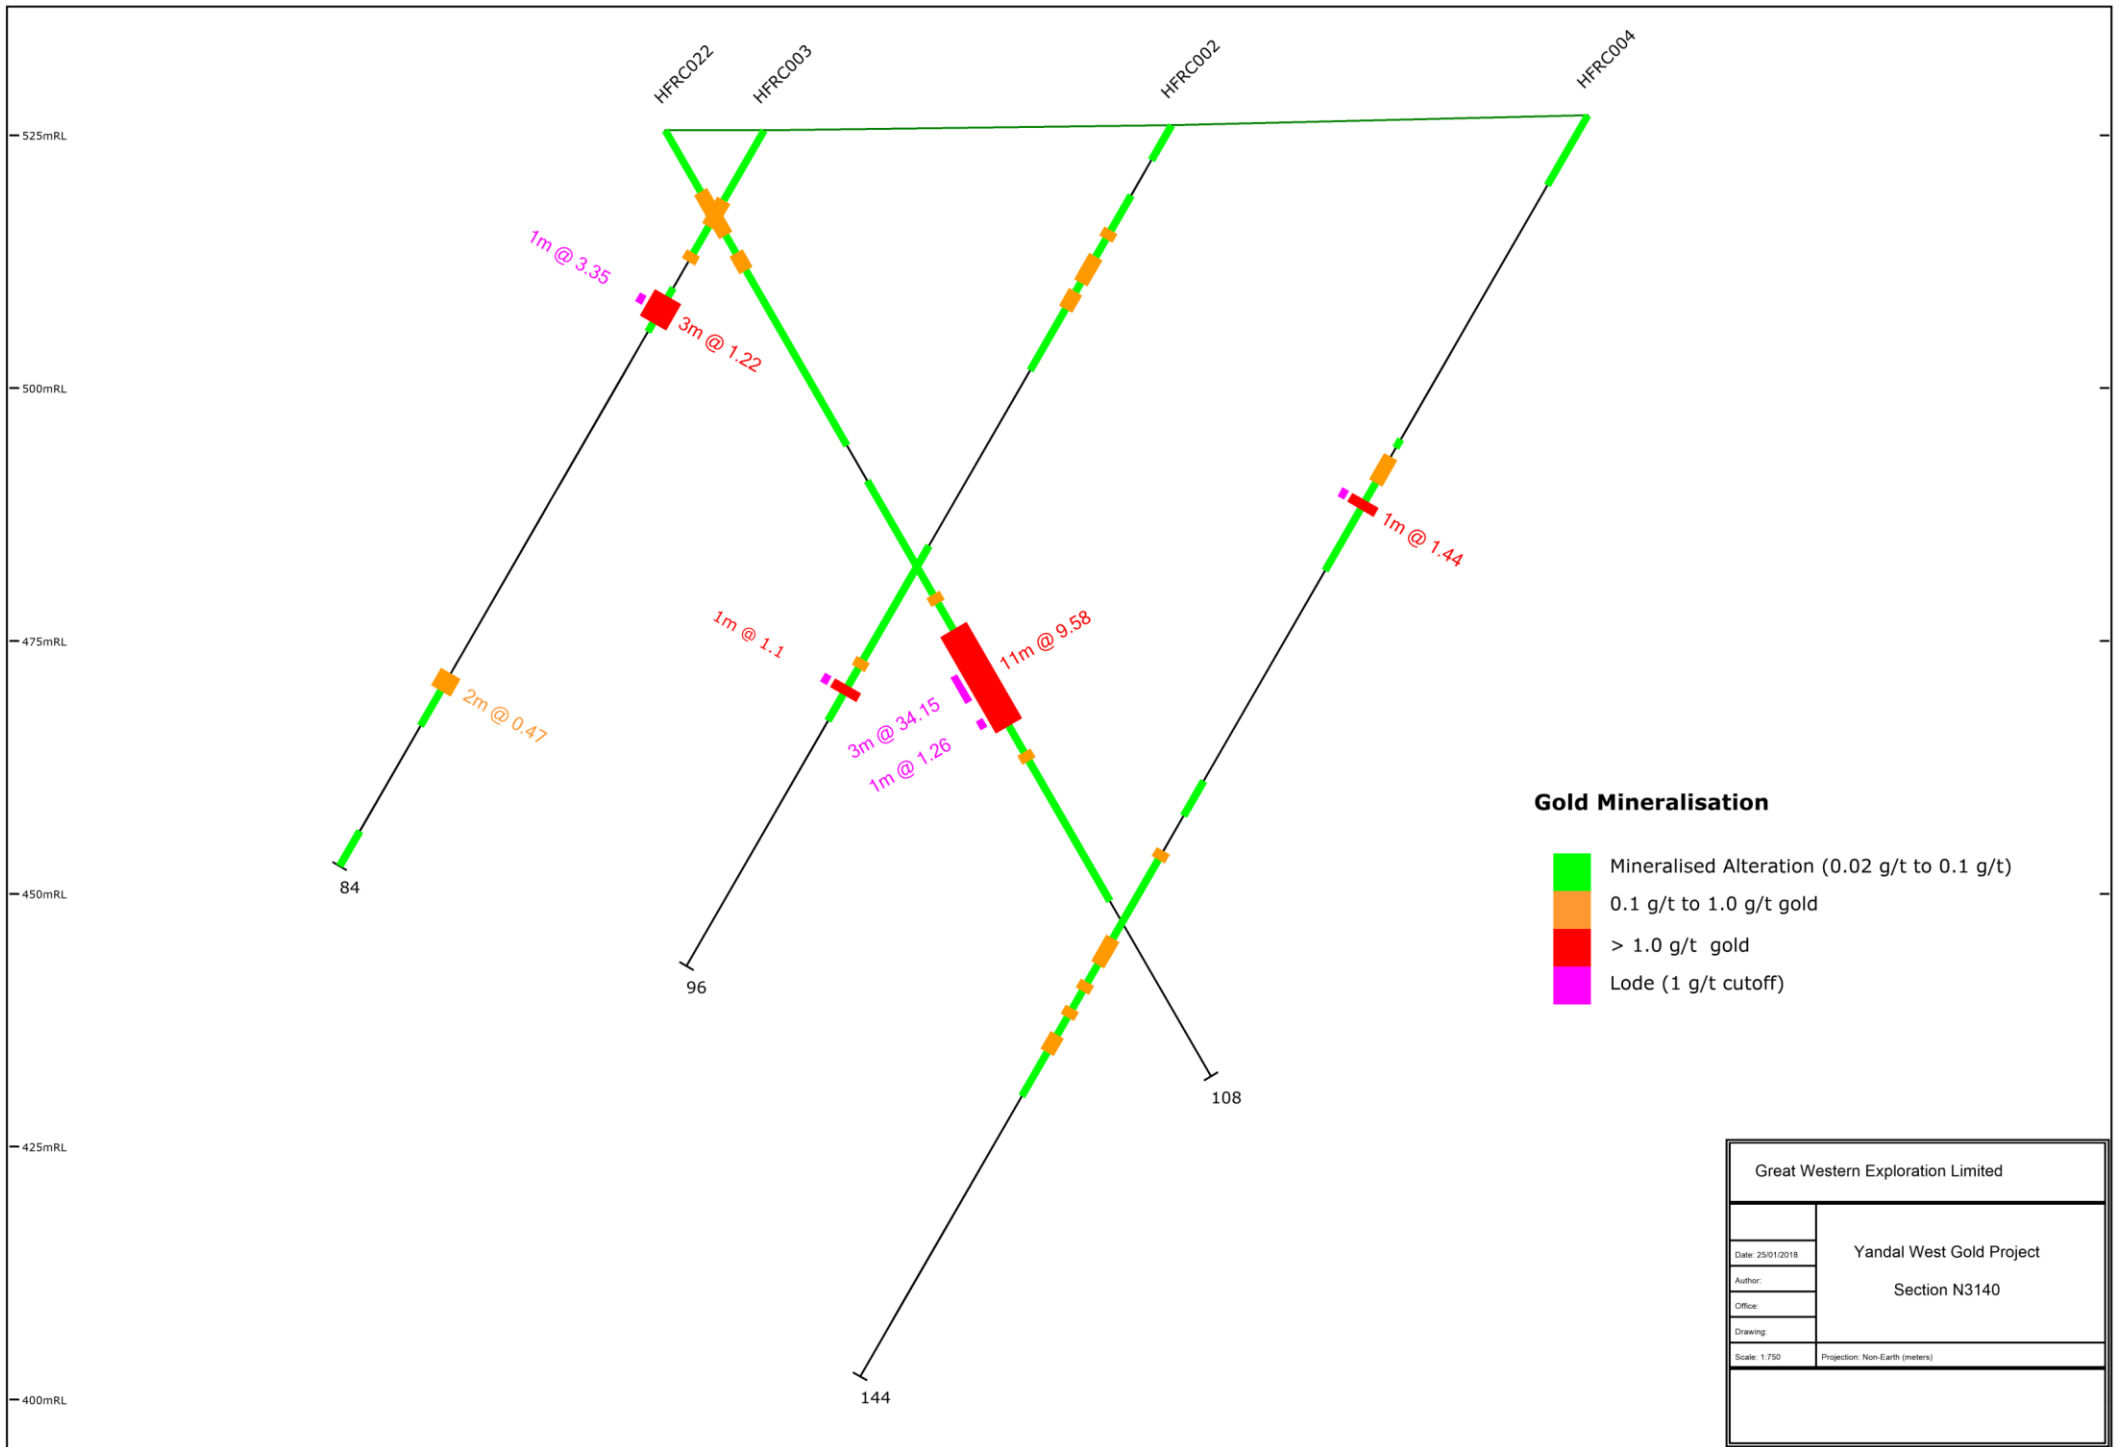 HFRC022
HFRC003
HFRC002
HFRC004
525mRL
500mRL
475mRL
450mRL
425mRL
400mRL
1m @ 3.35
3m @ 1.22
2m @ 0.47
84
1m @ 1.1
96
11m @ 9.58
3m @ 34.15
1m @ 1.26
108
1m @ 1.44
144
Gold Mineralisation
Mineralised Alteration (0.02 g/t to 0.1 g/t)
0.1 g/t to 1.0 g/t gold
> 1.0 g/t  gold
Lode (1 g/t cutoff)
Great Western Exploration Limited
Date: 25/01/2018
Author:
Office:
Drawing:
Scale: 1:750
Yandal West Gold Project
Section N3140
Projection: Non-Earth (meters)